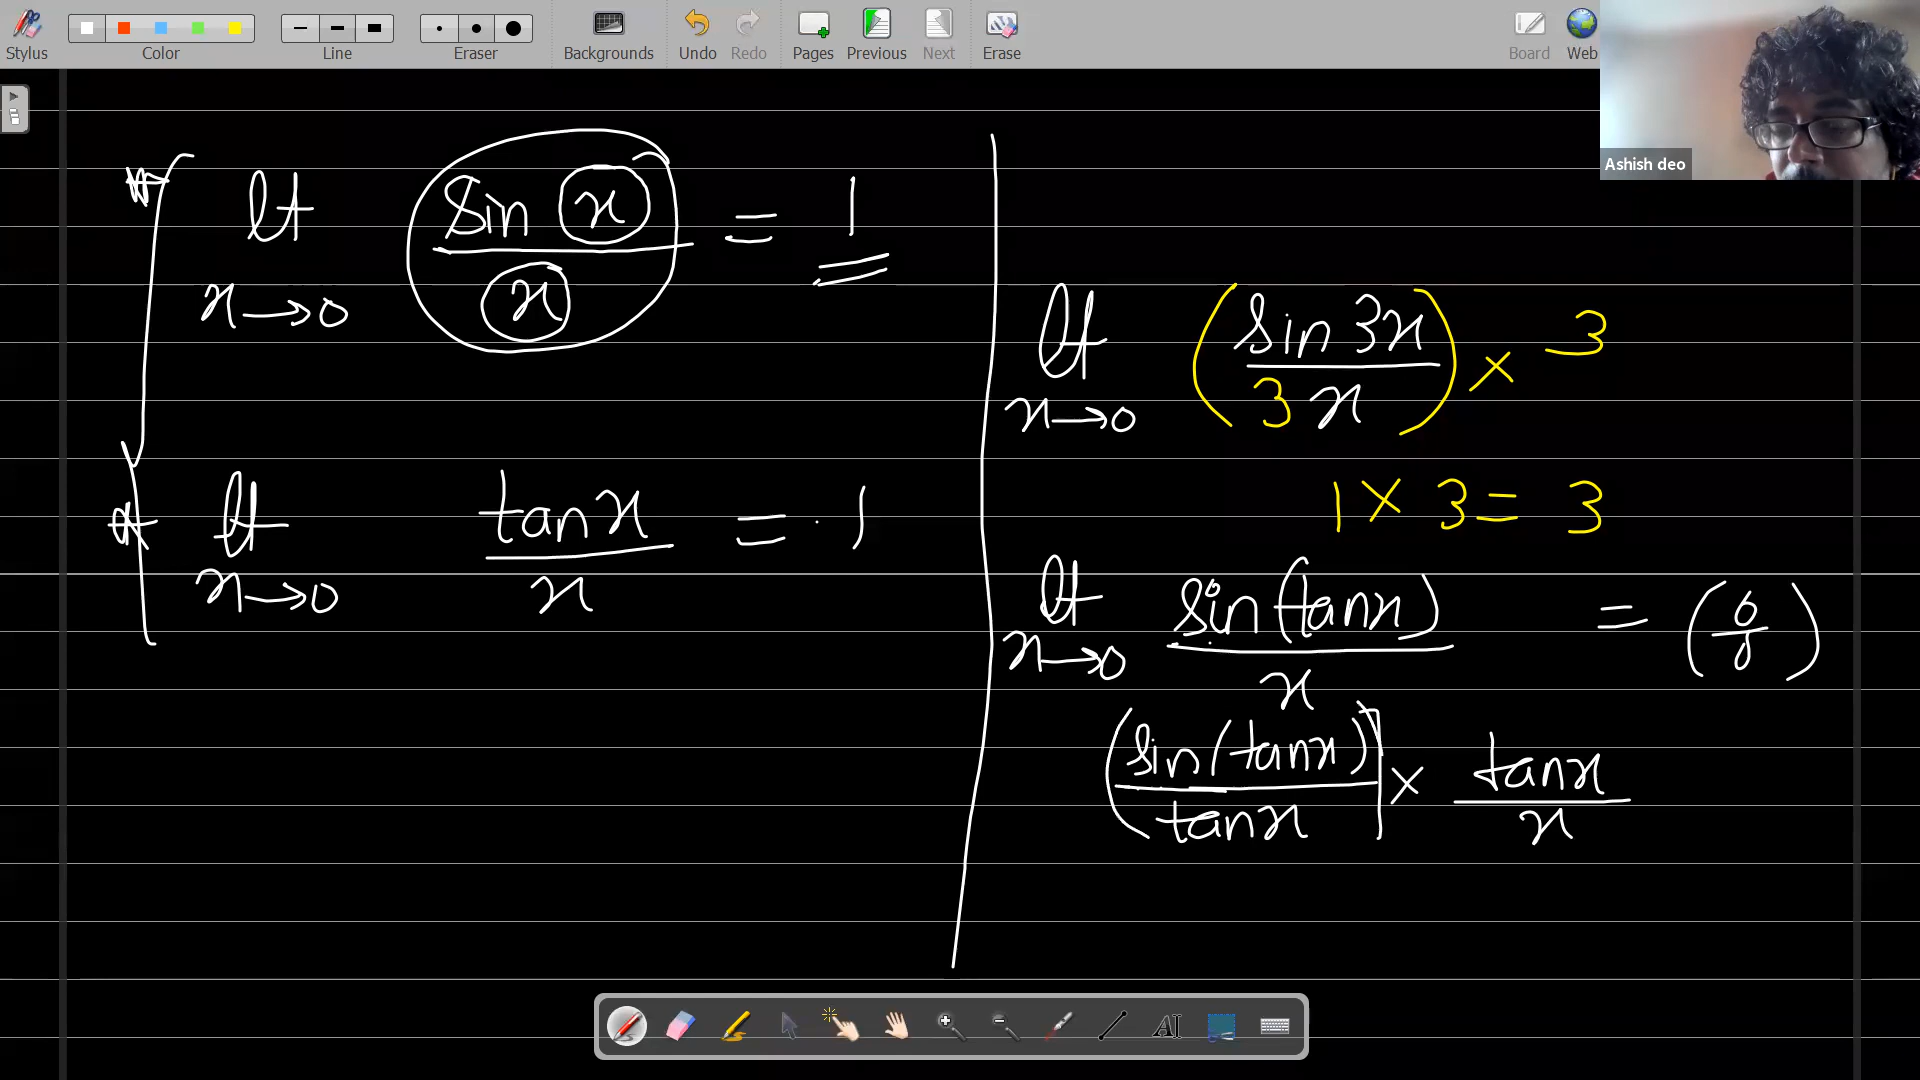 Stylus Color Line Eraser Backgrounds Undo Redo Pages Previous Next Erase Board Web
Ashish deo
lt x→0 sin x / x = 1
lt x→0 tan x / x = 1
lt x→0 (sin 3x / 3x) × 3
1 × 3 = 3
lt x→0 sin(tan x) / x = (0/0)
(sin(tan x) / tan x) × tan x / x
AI